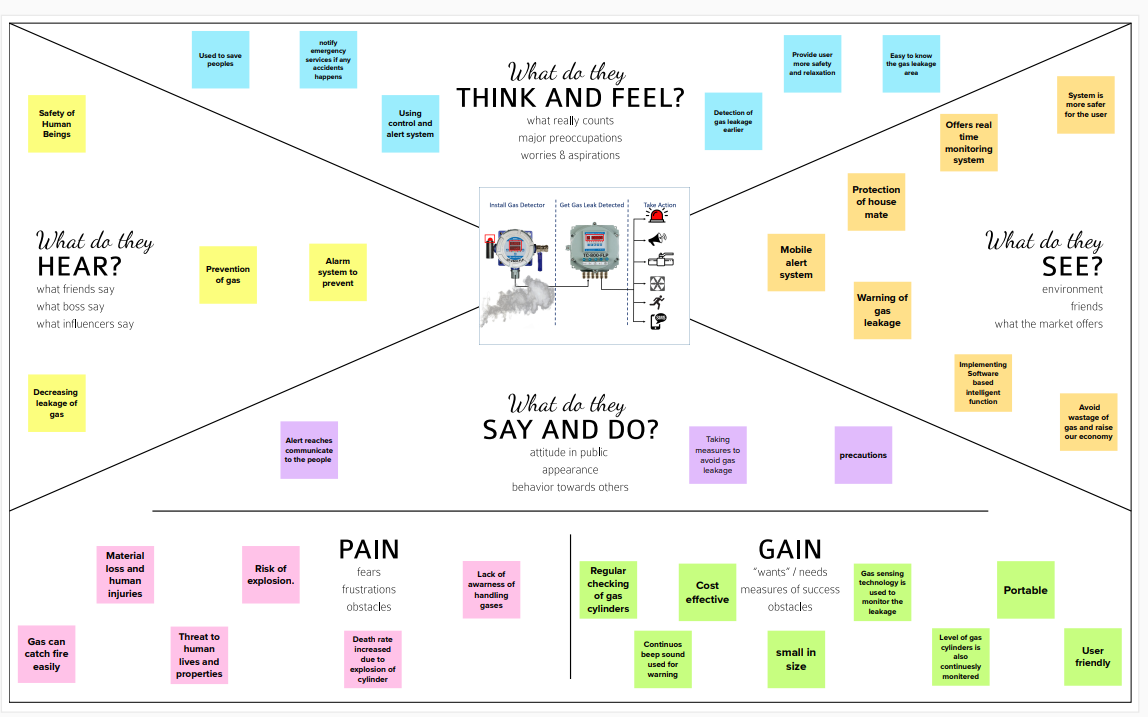 Used to save
peoples
notify
emergency
services if any
accidents
happens
Using
control and
alert system
What do they
THINK AND FEEL?
what really counts
major preoccupations
worries & aspirations
Detection of
gas leakage
earlier
Provide user
more safety
and relaxation
Easy to know
the gas leakage
area
Safety of
Human
Beings
What do they
HEAR?
what friends say
what boss say
what influencers say
Prevention
of gas
Alarm
system to
prevent
Decreasing
leakage of
gas
Install Gas Detector
Get Gas Leak Detected
Take Action
TC-800-FLP
SMS
System is
more safer
for the user
Offers real
time
monitoring
system
Protection
of house
mate
Mobile
alert
system
Warning of
gas
leakage
What do they
SEE?
environment
friends
what the market offers
Implementing
Software
based
intelligent
function
Avoid
wastage of
gas and raise
our economy
What do they
SAY AND DO?
attitude in public
appearance
behavior towards others
Alert reaches
communicate
to the people
Taking
measures to
avoid gas
leakage
precautions
PAIN
fears
frustrations
obstacles
Material
loss and
human
injuries
Risk of
explosion.
Lack of
awarness of
handling
gases
Gas can
catch fire
easily
Threat to
human
lives and
properties
Death rate
increased
due to
explosion of
cylinder
GAIN
"wants" / needs
measures of success
obstacles
Regular
checking
of gas
cylinders
Cost
effective
Gas sensing
technology is
used to
monitor the
leakage
Portable
Continuos
beep sound
used for
warning
small in
size
Level of gas
cylinders is
also
continuesly
monitered
User
friendly